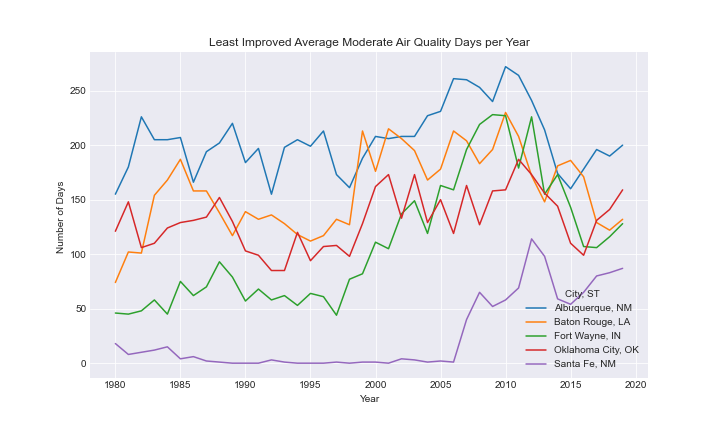 Least Improved Average Moderate Air Quality Days per Year
Number of Days
250
200
150
100
50
0
City, ST
Albuquerque, NM
Baton Rouge, LA
Fort Wayne, IN
Oklahoma City, OK
Santa Fe, NM
1980 1985 1990 1995 2000 2005 2010 2015 2020
Year